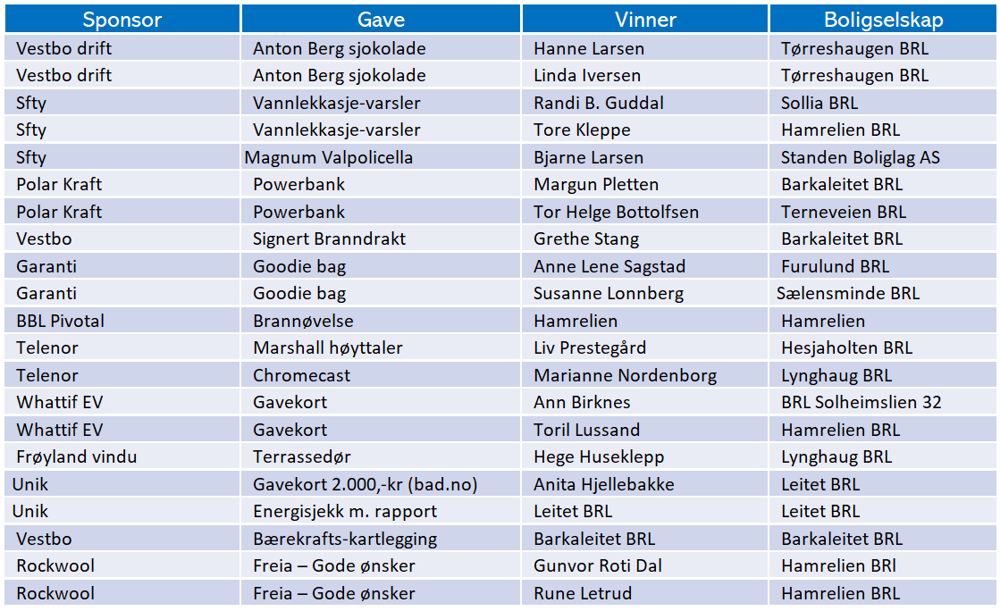 Sponsor Gave Vinner Boligselskap
Vestbo drift Anton Berg sjokolade Hanne Larsen Tørreshaugen BRL
Vestbo drift Anton Berg sjokolade Linda Iversen Tørreshaugen BRL
Sfty Vannlekkasje-varsler Randi B. Guddal Sollia BRL
Sfty Vannlekkasje-varsler Tore Kleppe Hamrelien BRL
Sfty Magnum Valpolicella Bjarne Larsen Standen Boliglag AS
Polar Kraft Powerbank Margun Pletten Barkaleitet BRL
Polar Kraft Powerbank Tor Helge Bottolfsen Terneveien BRL
Vestbo Signert Branndrakt Grethe Stang Barkaleitet BRL
Garanti Goodie bag Anne Lene Sagstad Furulund BRL
Garanti Goodie bag Susanne Lonnberg Sælensminde BRL
BBL Pivotal Brannøvelse Hamrelien Hamrelien
Telenor Marshall høyttaler Liv Prestegård Hesjaholten BRL
Telenor Chromecast Marianne Nordenborg Lynghaug BRL
Whattif EV Gavekort Ann Birknes BRL Solheimslien 32
Whattif EV Gavekort Toril Lussand Hamrelien BRL
Frøyland vindu Terrassedør Hege Huseklepp Lynghaug BRL
Unik Gavekort 2.000,-kr (bad.no) Anita Hjellebakke Leitet BRL
Unik Energisjekk m. rapport Leitet BRL Leitet BRL
Vestbo Bærekrafts-kartlegging Barkaleitet BRL Barkaleitet BRL
Rockwool Freia – Gode ønsker Gunvor Roti Dal Hamrelien BRl
Rockwool Freia – Gode ønsker Rune Letrud Hamrelien BRL